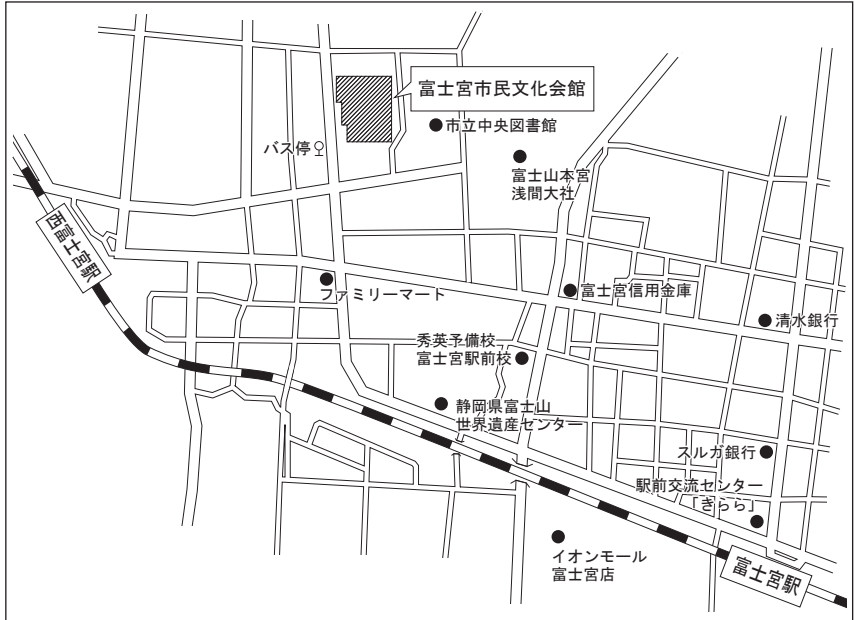 富士宮市民文化会館
市立中央図書館
バス停
富士山本宮
浅間大社
西富士宮駅
ファミリーマート
富士宮信用金庫
清水銀行
秀英予備校
富士宮駅前校
静岡県富士山
世界遺産センター
スルガ銀行
駅前交流センター
「きらら」
イオンモール
富士宮店
富士宮駅